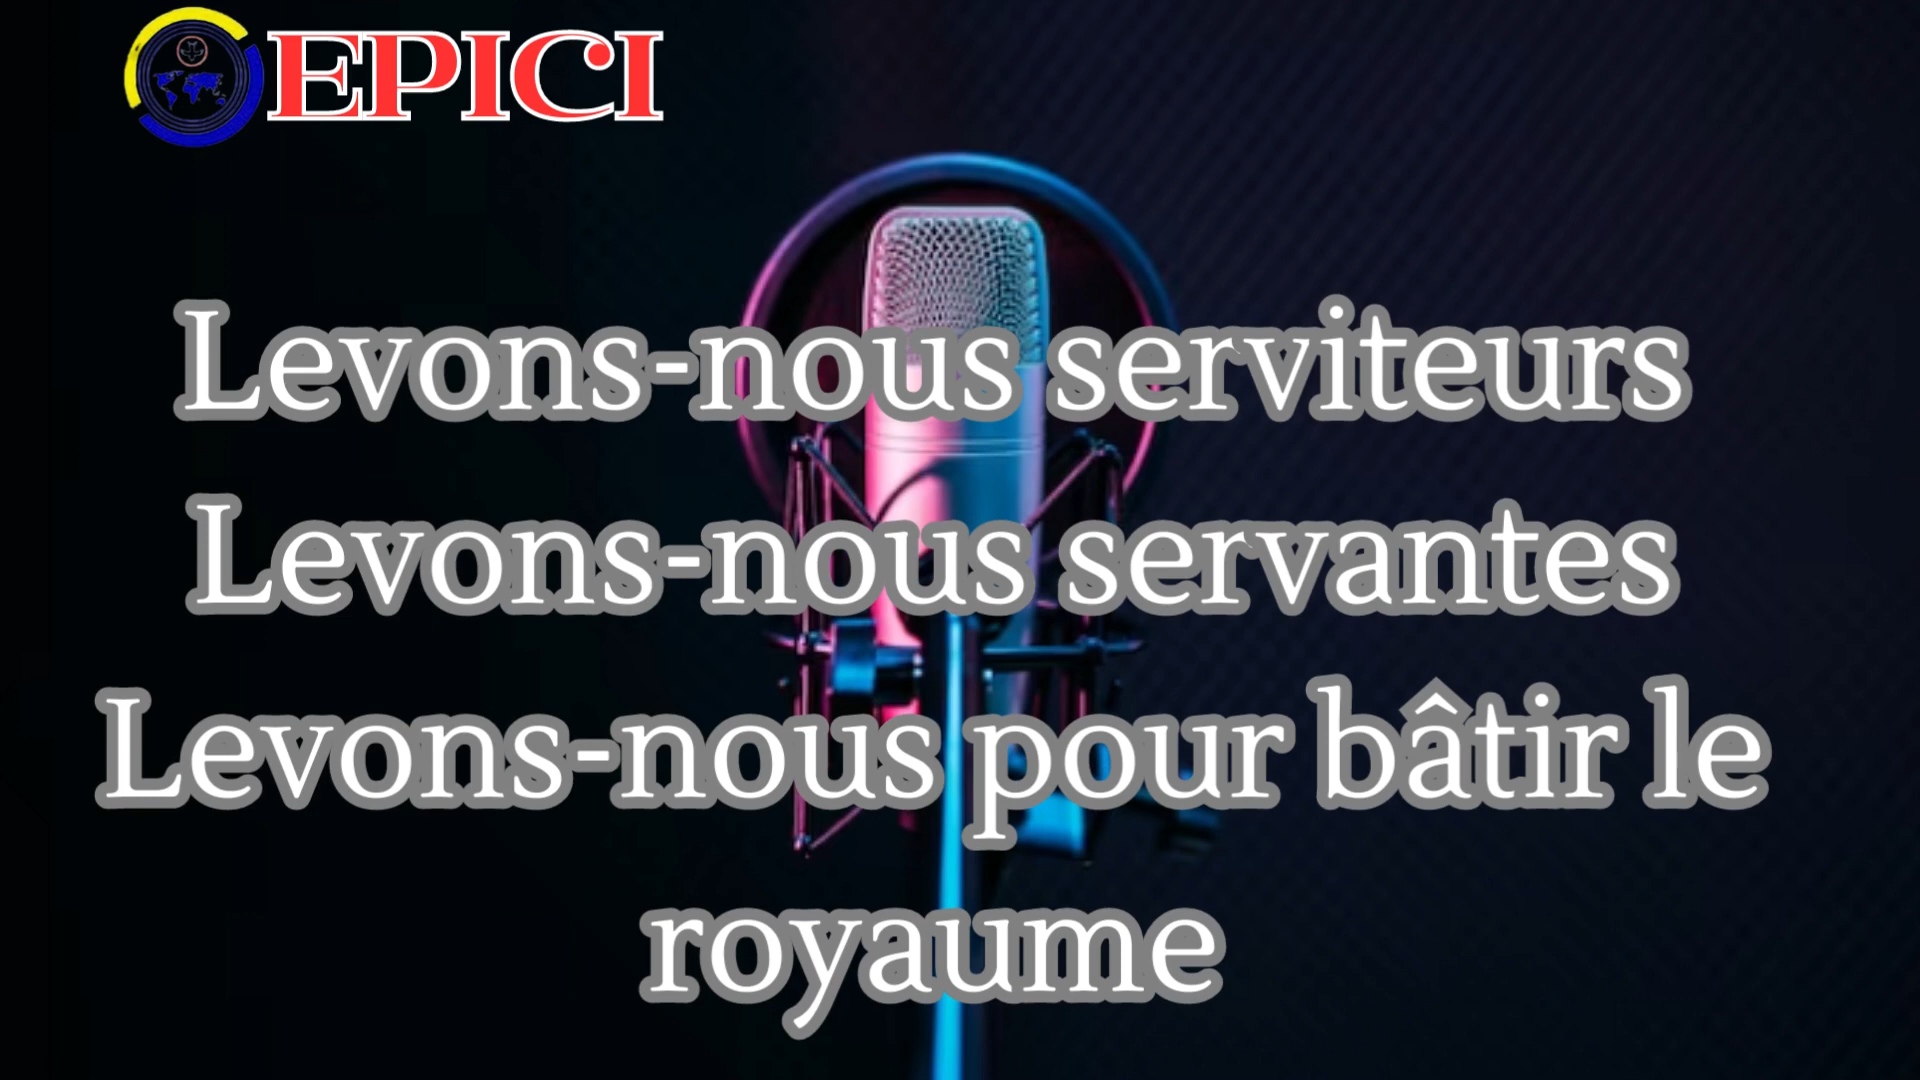 EPICI
Levons-nous serviteurs
Levons-nous servantes
Levons-nous pour bâtir le
royaume